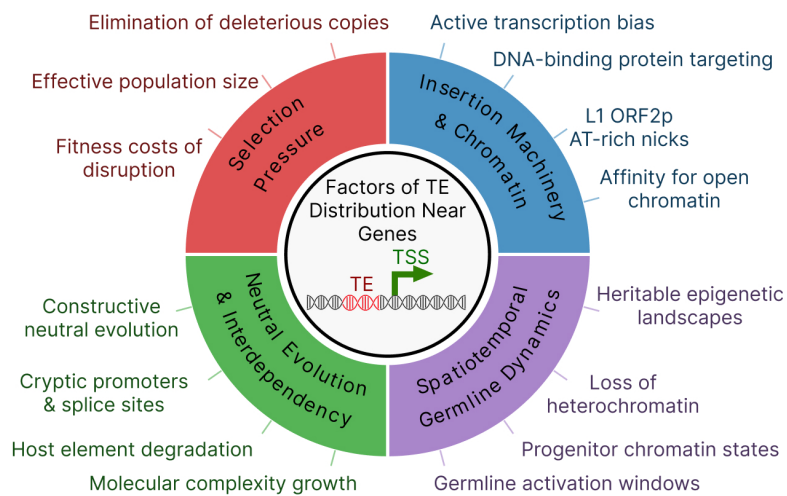 Elimination of deleterious copies
Effective population size
Fitness costs of
disruption
Selection
Pressure
Active transcription bias
DNA-binding protein targeting
L1 ORF2p
AT-rich nicks
Affinity for open
chromatin
Insertion Machinery
& Chromatin
Factors of TE
Distribution Near
Genes
TSS
TE
Neutral Evolution
& Interdependency
Constructive
neutral evolution
Cryptic promoters
& splice sites
Host element degradation
Molecular complexity growth
Spatiotemporal
Germline Dynamics
Heritable epigenetic
landscapes
Loss of
heterochromatin
Progenitor chromatin states
Germline activation windows